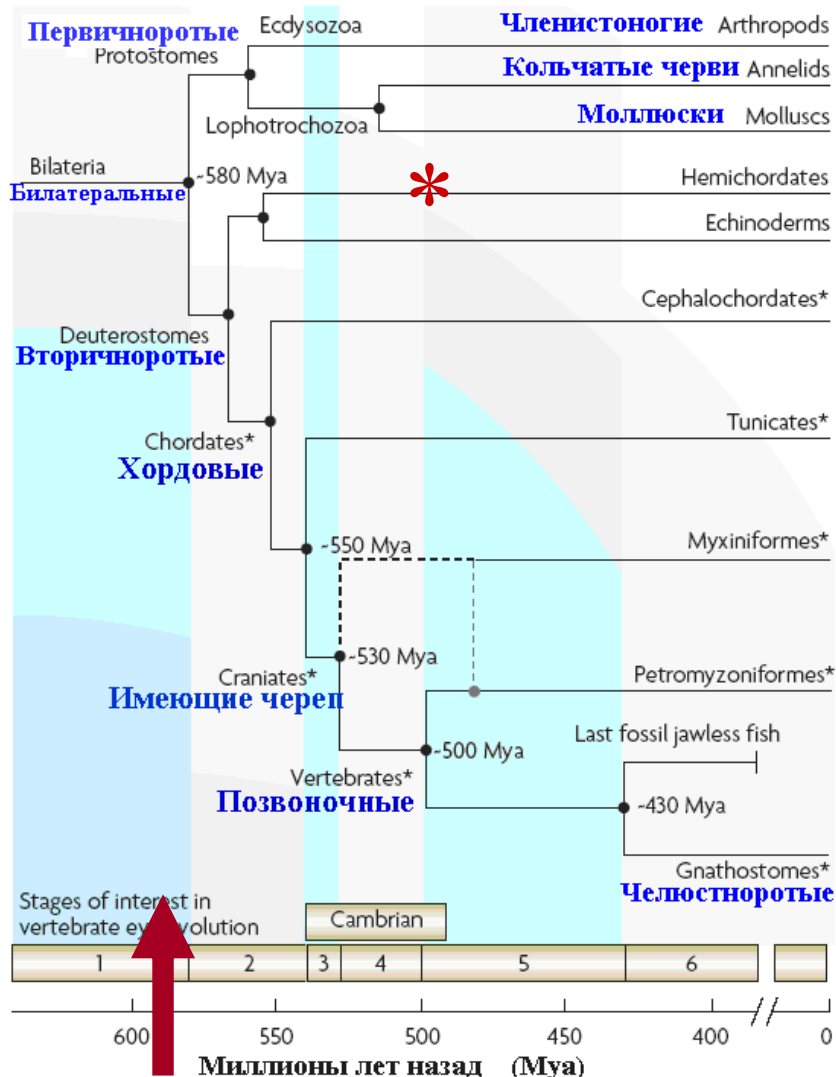 Первичноротые
Ecdysozoa
Членистоногие Arthropods
Protostomes
Кольчатые черви Annelids
Lophotrochozoa
Моллюски Molluscs
Bilateria
~580 Mya
Билатеральные
*
Hemichordates
Echinoderms
Cephalochordates*
Deuterostomes
Вторичноротые
Tunicates*
Chordates*
Хордовые
~550 Mya
Myxiniformes*
~530 Mya
Craniates*
Petromyzoniformes*
Имеющие череп
Last fossil jawless fish
~500 Mya
Vertebrates*
Позвоночные
~430 Mya
Gnathostomes*
Челюстноротые
Stages of interest in
vertebrate eye evolution
Cambrian
1 2 3 4 5 6
600 550 500 450 400 0
Миллионы лет назад (Mya)